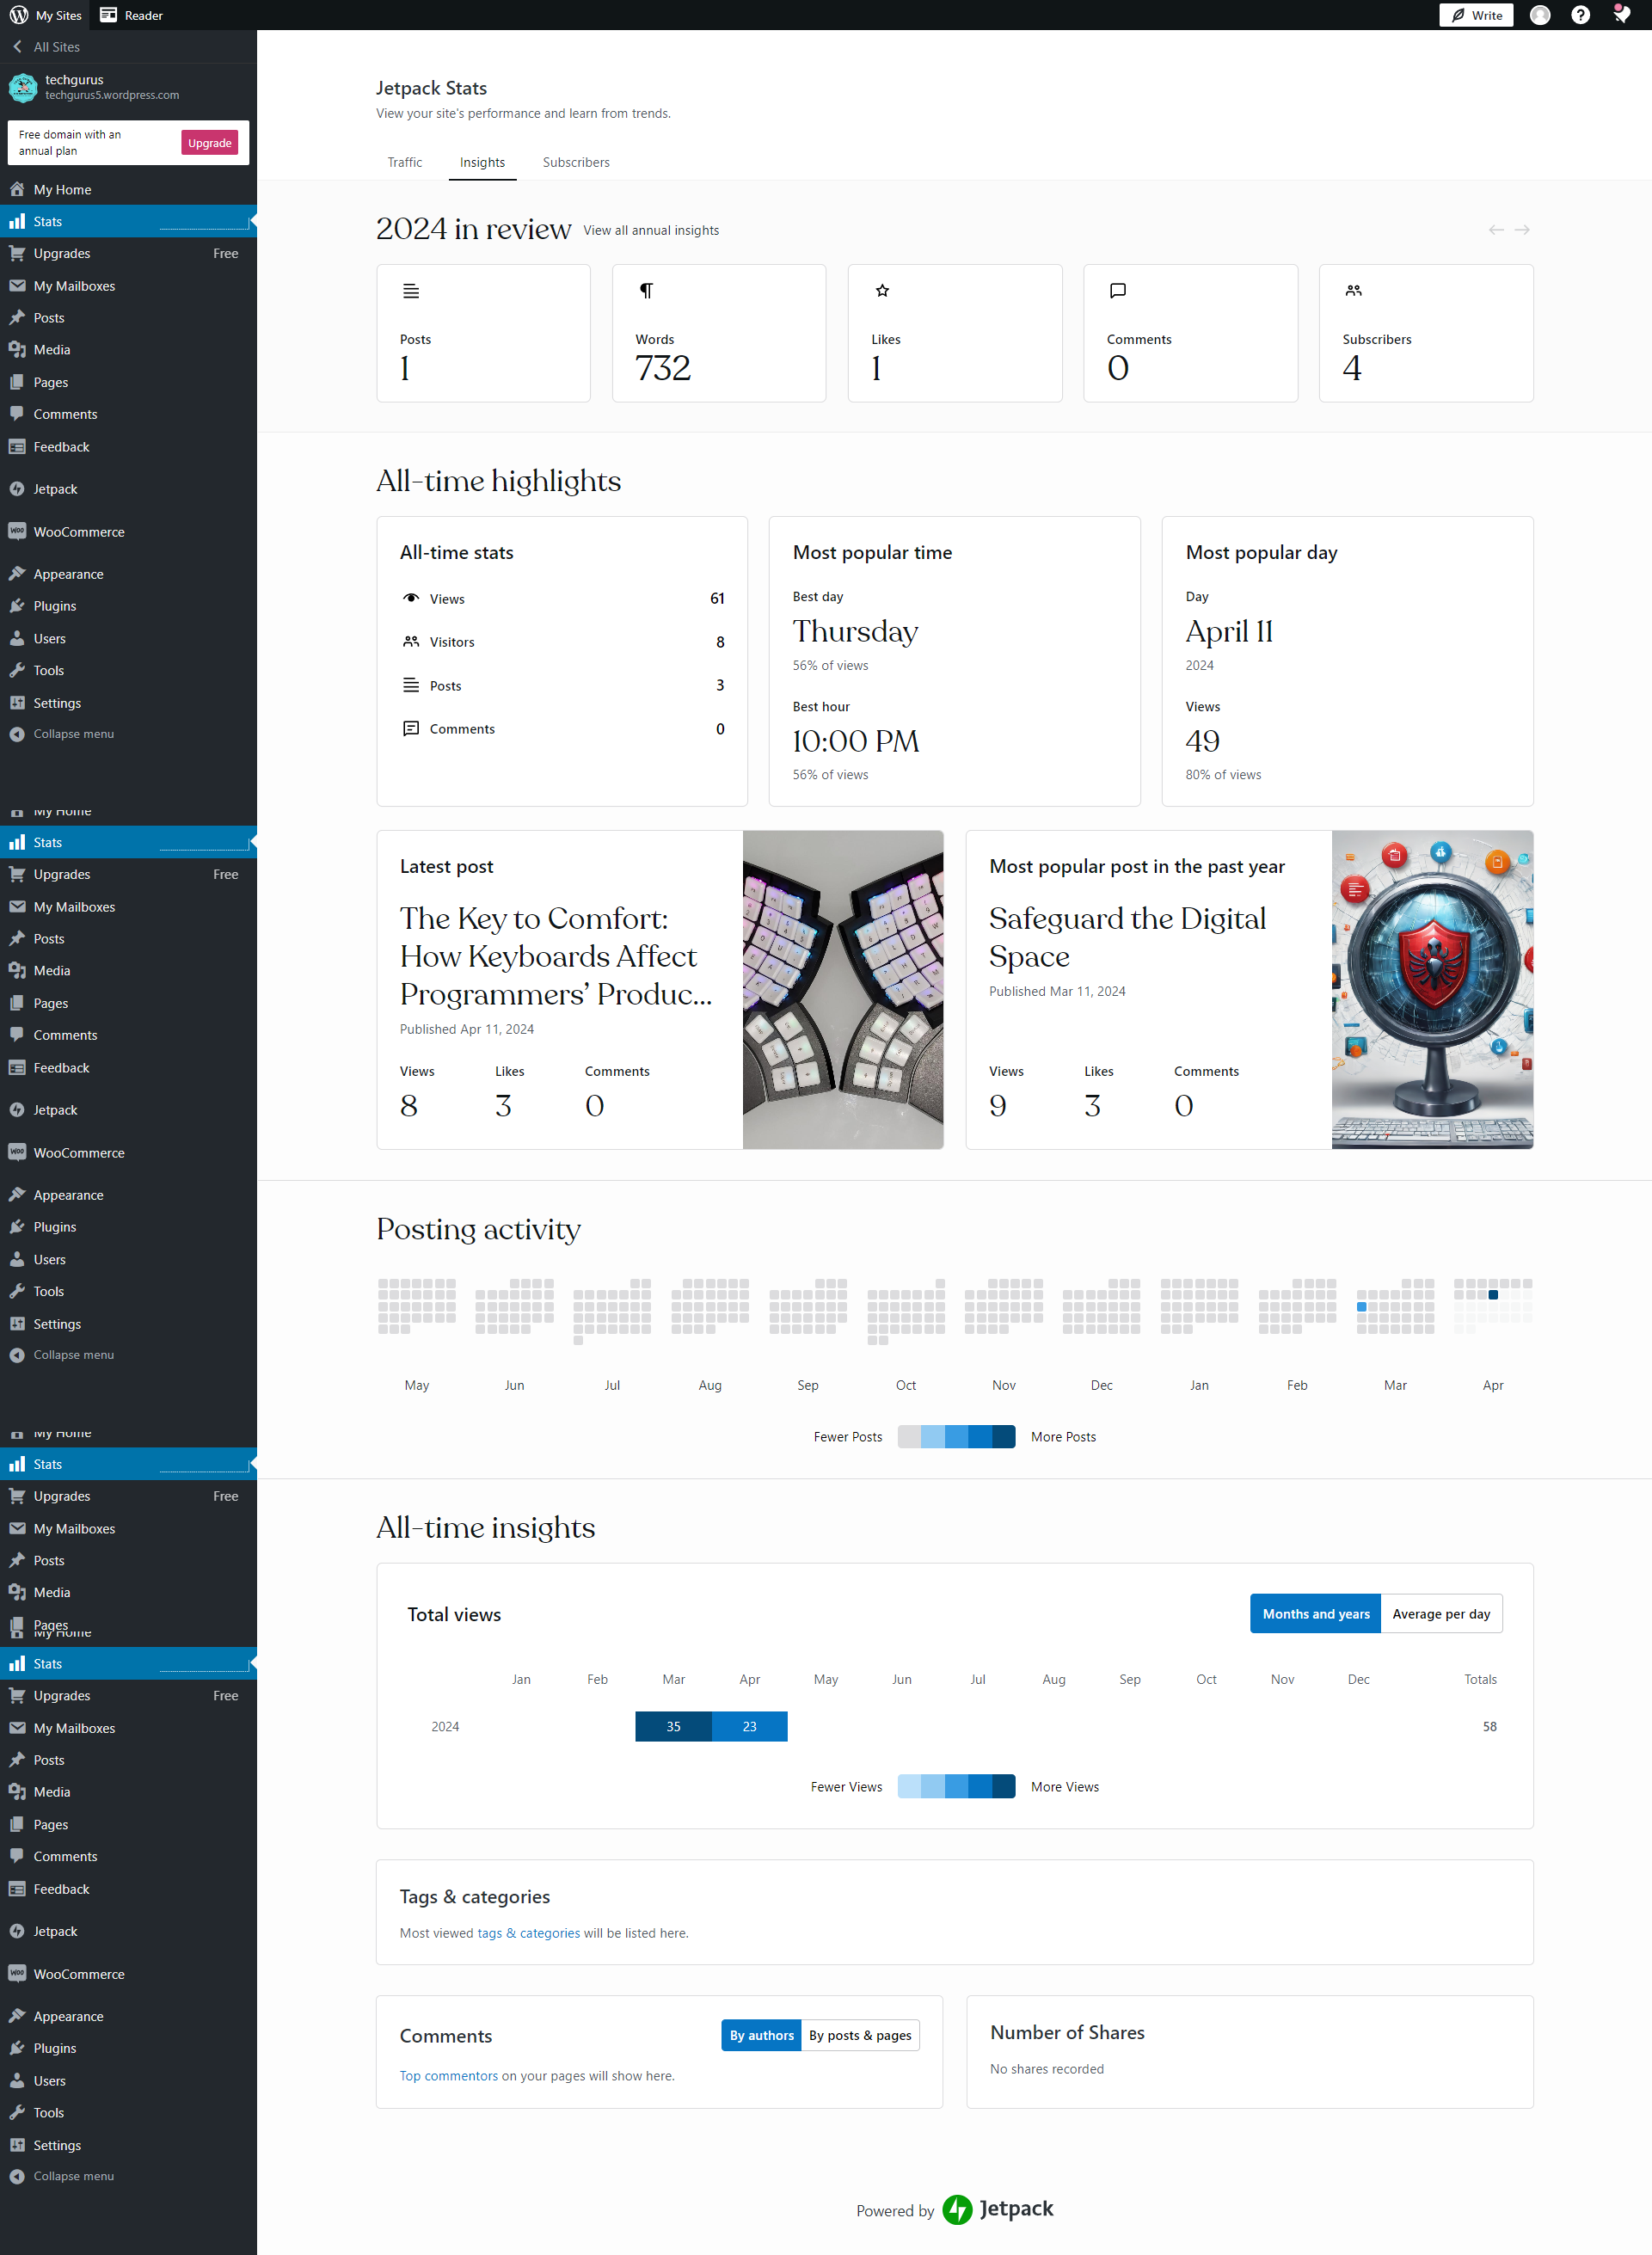 My Sites
Reader
Write
All Sites
techgurus
techgurus5.wordpress.com
Free domain with an
annual plan
Upgrade
My Home
Stats
Upgrades Free
My Mailboxes
Posts
Media
Pages
Comments
Feedback
Jetpack
WooCommerce
Appearance
Plugins
Users
Tools
Settings
Collapse menu
My Home
Stats
Upgrades Free
My Mailboxes
Posts
Media
Pages
Comments
Feedback
Jetpack
WooCommerce
Appearance
Plugins
Users
Tools
Settings
Collapse menu
My Home
Stats
Upgrades Free
My Mailboxes
Posts
Media
Pages
My Home
Stats
Upgrades Free
My Mailboxes
Posts
Media
Pages
Comments
Feedback
Jetpack
WooCommerce
Appearance
Plugins
Users
Tools
Settings
Collapse menu
Jetpack Stats
View your site's performance and learn from trends.
Traffic Insights Subscribers
2024 in review View all annual insights
Posts
1
Words
732
Likes
1
Comments
0
Subscribers
4
All-time highlights
All-time stats
Views 61
Visitors 8
Posts 3
Comments 0
Most popular time
Best day
Thursday
56% of views
Best hour
10:00 PM
56% of views
Most popular day
Day
April 11
2024
Views
49
80% of views
Latest post
The Key to Comfort:
How Keyboards Affect
Programmers’ Produc...
Published Apr 11, 2024
Views Likes Comments
8 3 0
Most popular post in the past year
Safeguard the Digital
Space
Published Mar 11, 2024
Views Likes Comments
9 3 0
Posting activity
May Jun Jul Aug Sep Oct Nov Dec Jan Feb Mar Apr
Fewer Posts More Posts
All-time insights
Total views
Months and years Average per day
Jan Feb Mar Apr May Jun Jul Aug Sep Oct Nov Dec Totals
2024 35 23 58
Fewer Views More Views
Tags & categories
Most viewed tags & categories will be listed here.
Comments
By authors By posts & pages
Top commentors on your pages will show here.
Number of Shares
No shares recorded
Powered by Jetpack